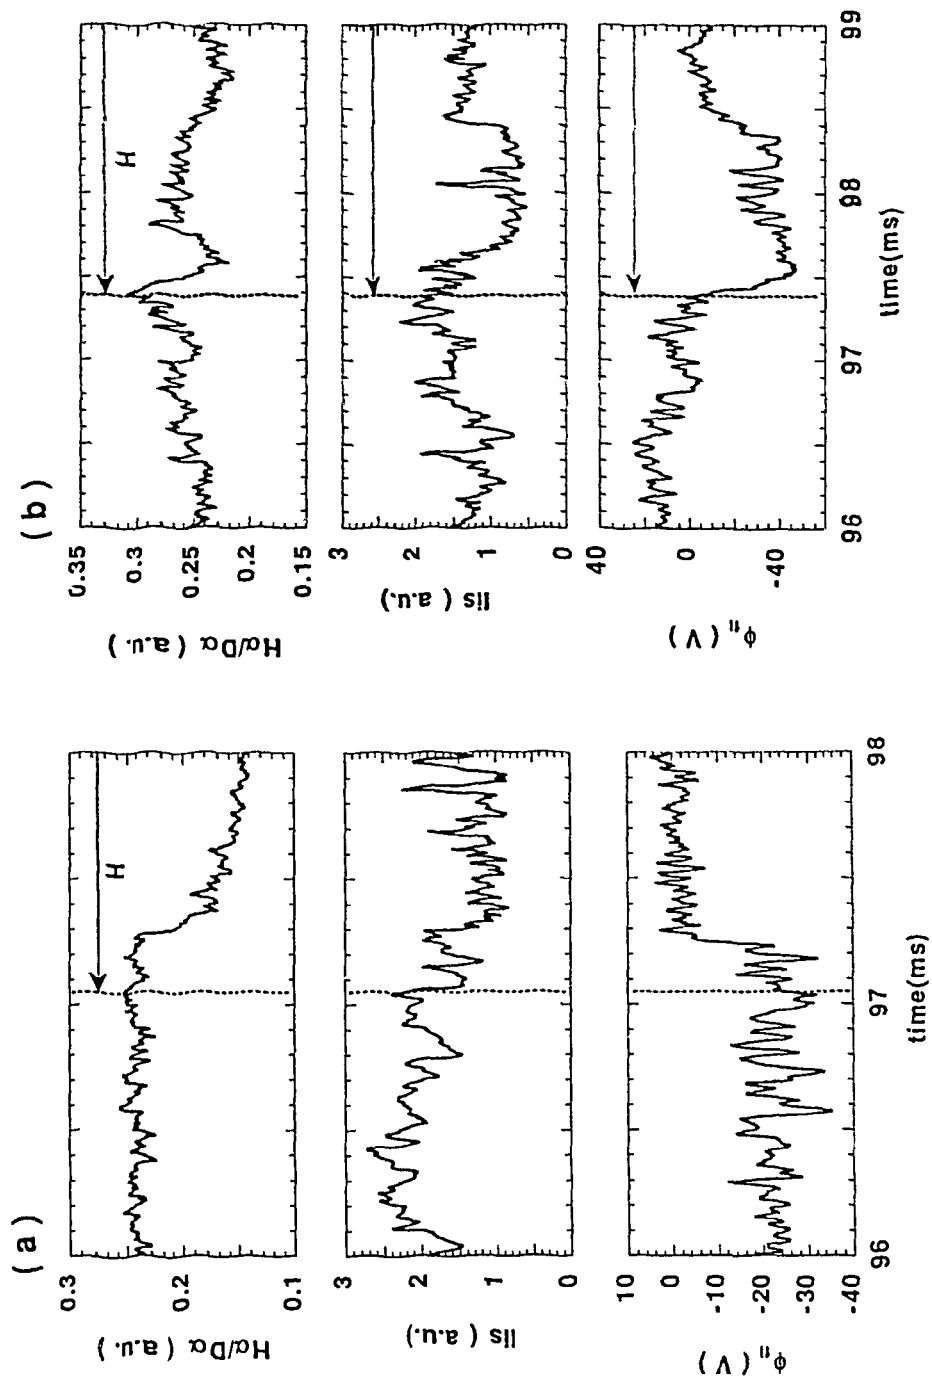 ( a )
Hα/Dα ( a.u. )
0.3
0.2
0.1
H
Iis ( a.u. )
3
2
1
0
ϕfl ( V )
10
0
-10
-20
-30
-40
96
97
98
time(ms)
( b )
Hα/Dα ( a.u. )
0.35
0.3
0.25
0.2
0.15
H
Iis ( a.u.)
3
2
1
0
ϕfl ( V )
40
0
-40
96
97
98
99
time(ms)